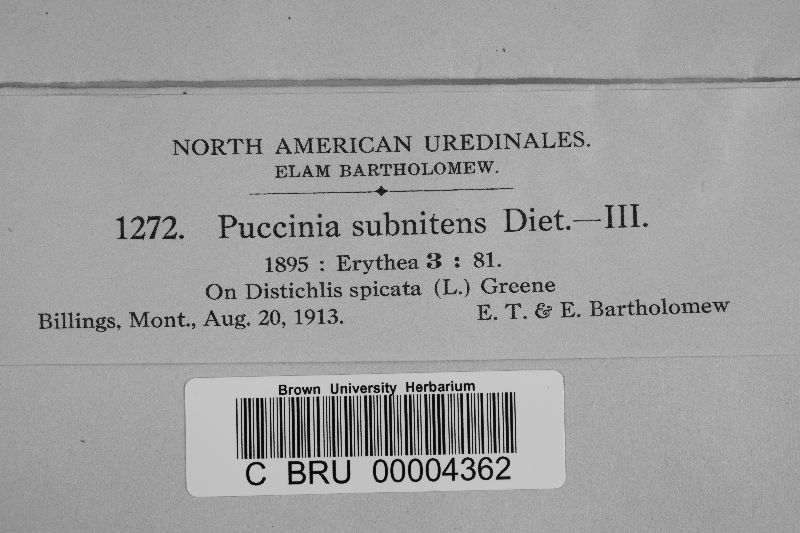 NORTH AMERICAN UREDINALES.
ELAM BARTHOLOMEW.
1272. Puccinia subnitens Diet.—III.
1895 : Erythea 3 : 81.
On Distichlis spicata (L.) Greene
Billings, Mont., Aug. 20, 1913. E. T. & E. Bartholomew
Brown University Herbarium
C BRU 00004362